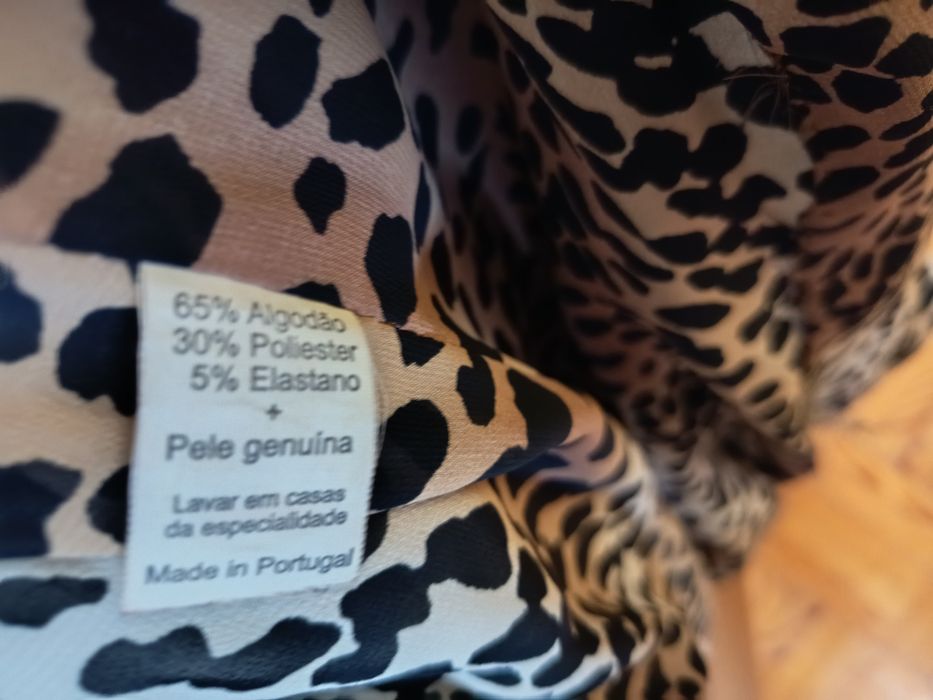 65% Algodão
30% Poliester
5% Elastano
+
Pele genuína
Lavar em casas
da especialidade
Made in Portugal